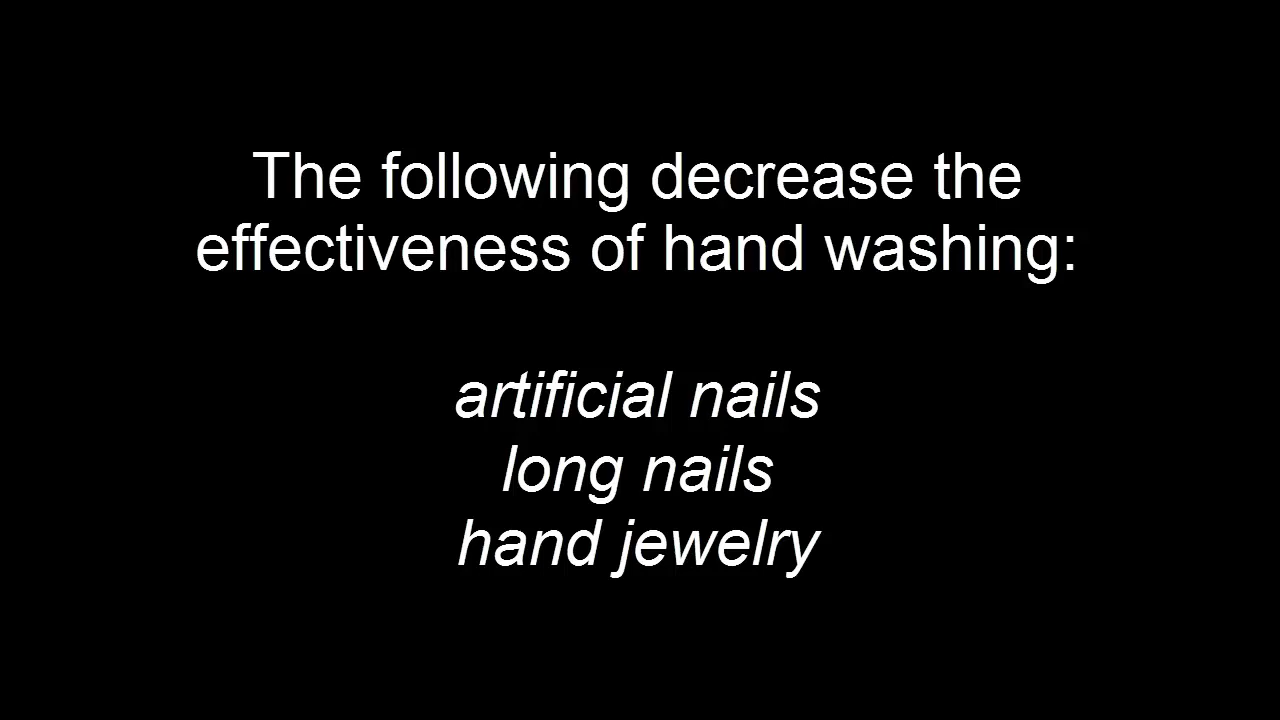 The following decrease the
effectiveness of hand washing:
artificial nails
long nails
hand jewelry